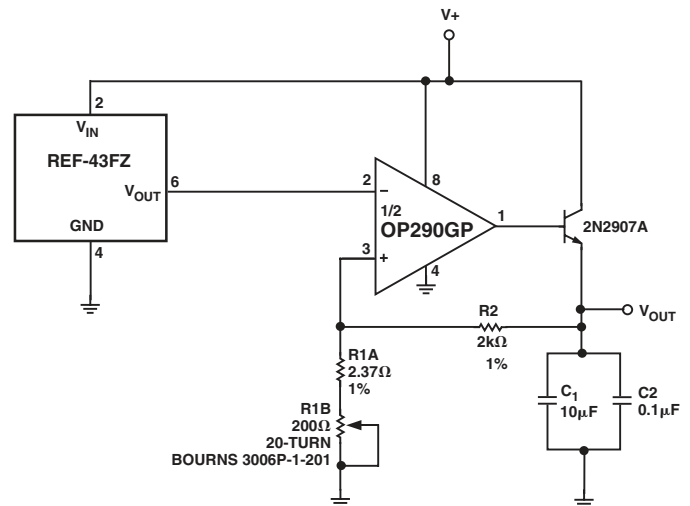 V+
2
VIN
REF-43FZ
VOUT
6
GND
4
2
−
8
1/2
OP290GP
1
3
+
4
2N2907A
VOUT
R2
2kΩ
1%
R1A
2.37Ω
1%
R1B
200Ω
20-TURN
BOURNS 3006P-1-201
C1
10μF
C2
0.1μF